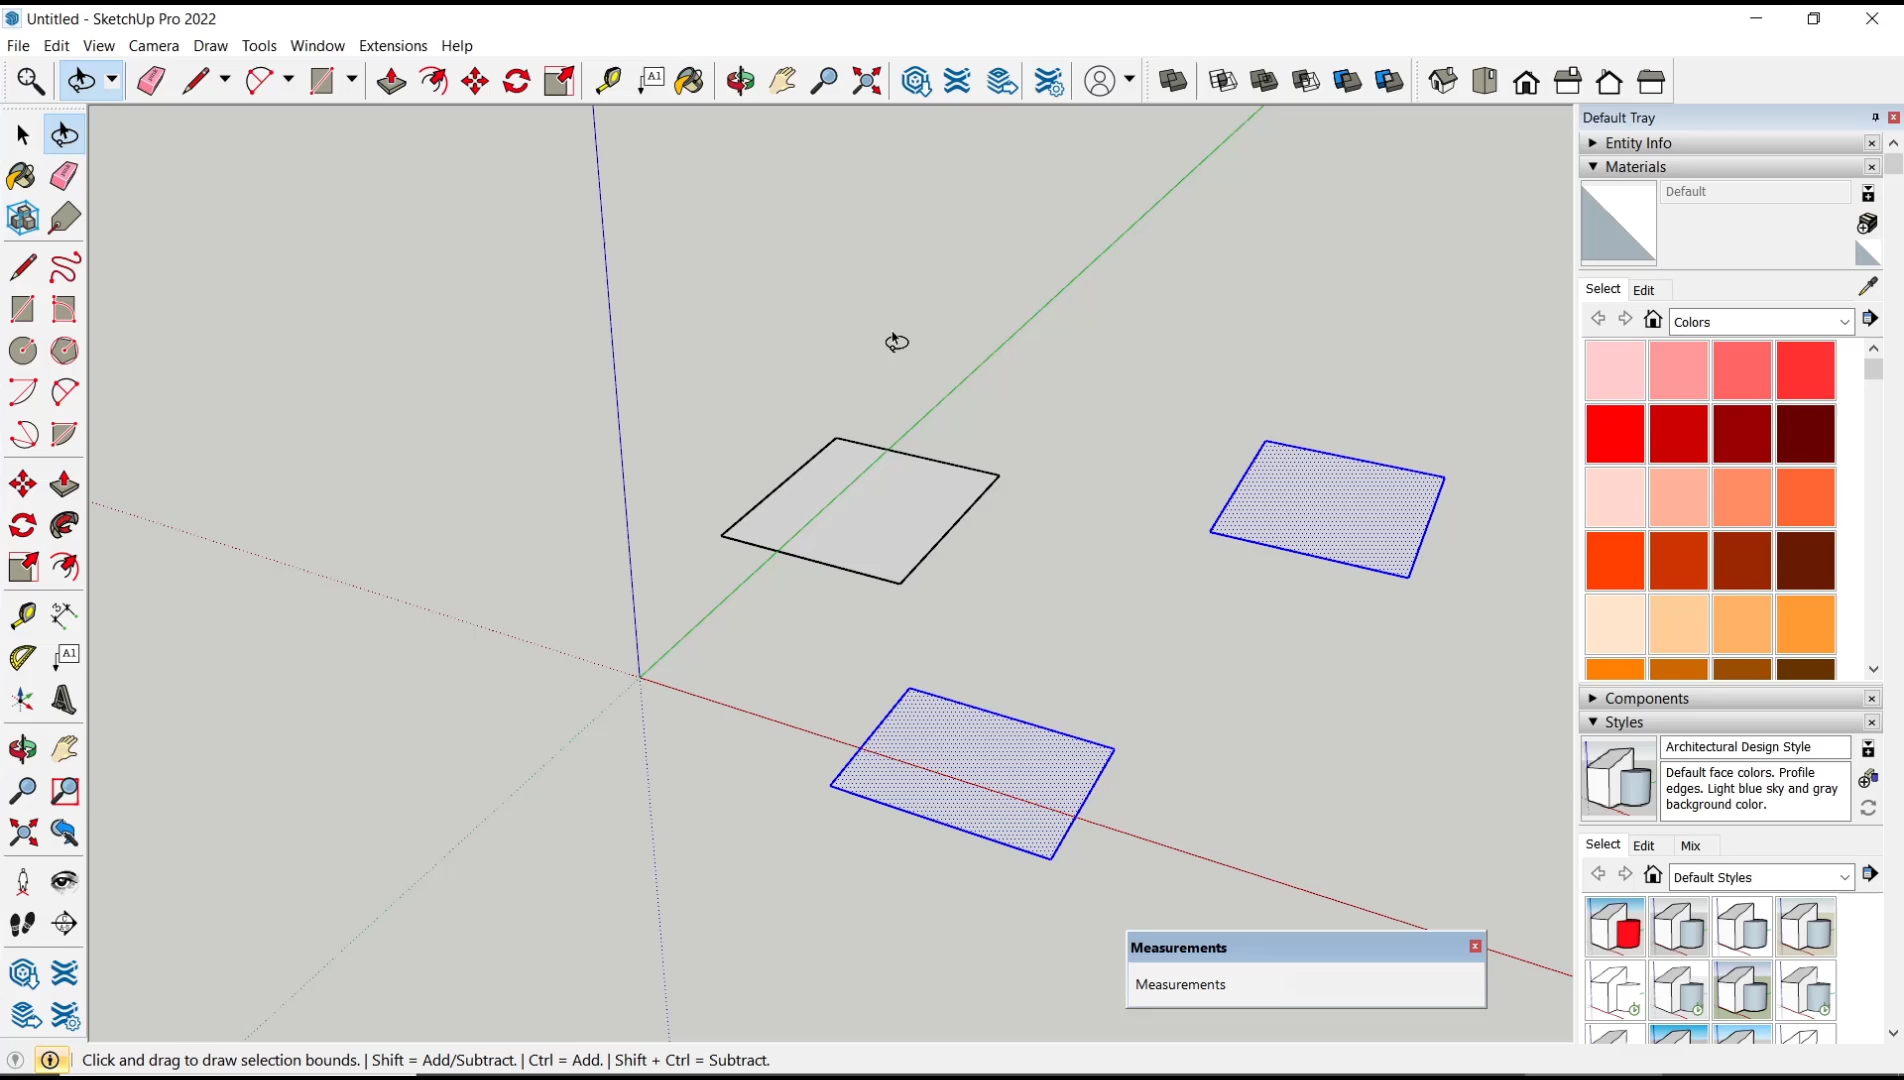 Untitled - SketchUp Pro 2022
File Edit View Camera Draw Tools Window Extensions Help
A1
Default Tray
Entity Info
Materials
Default
Select Edit
Colors
A1
Components
Styles
Architectural Design Style
Default face colors. Profile
edges. Light blue sky and gray
background color.
Select Edit Mix
Default Styles
Measurements
Measurements
Click and drag to draw selection bounds. | Shift = Add/Subtract. | Ctrl = Add. | Shift + Ctrl = Subtract.